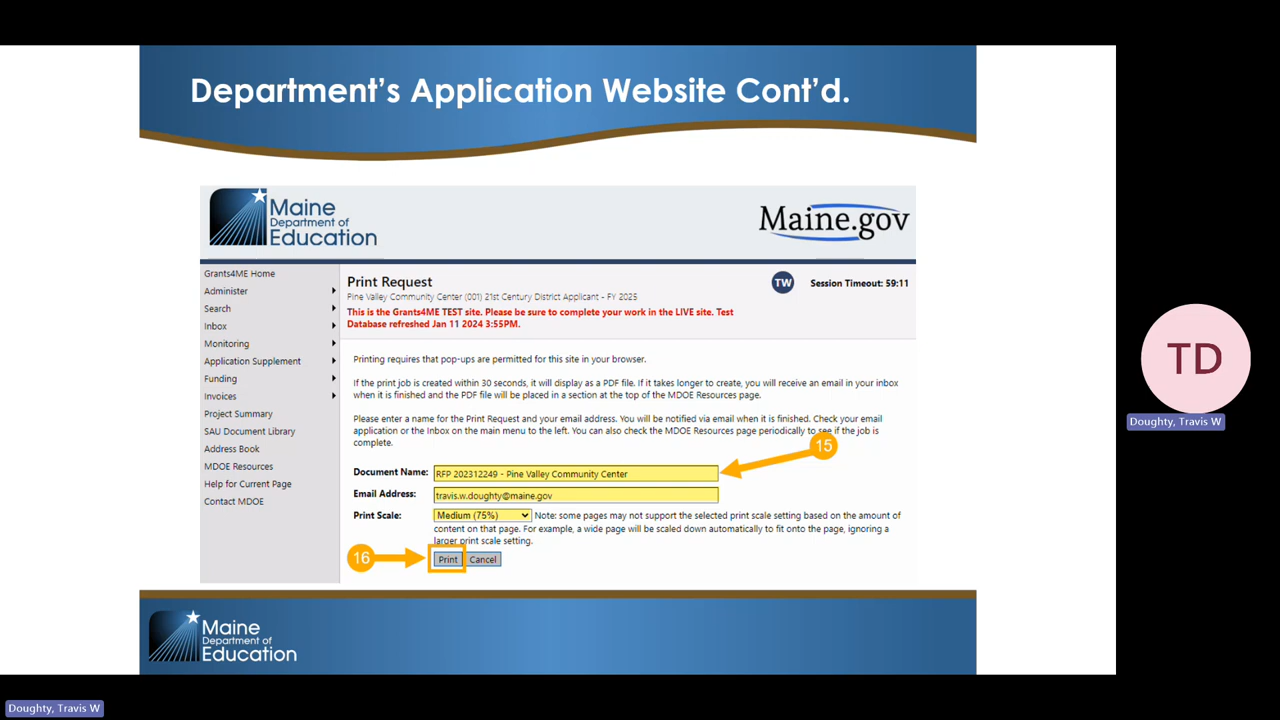 Department's Application Website Cont'd.
Maine
Department of
Education
Maine.gov
Grants4ME Home
Administer
Search
Inbox
Monitoring
Application Supplement
Funding
Invoices
Project Summary
SAU Document Library
Address Book
MDOE Resources
Help for Current Page
Contact MDOE
Print Request
TW
Session Timeout: 59:11
Pine Valley Community Center (001) 21st Century District Applicant - FY 2025
This is the Grants4ME TEST site. Please be sure to complete your work in the LIVE site. Test
Database refreshed Jan 11 2024 3:55PM.
Printing requires that pop-ups are permitted for this site in your browser.
If the print job is created within 30 seconds, it will display as a PDF file. If it takes longer to create, you will receive an email in your inbox
when it is finished and the PDF file will be placed in a section at the top of the MDOE Resources page.
Please enter a name for the Print Request and your email address. You will be notified via email when it is finished. Check your email
application or the Inbox on the main menu to the left. You can also check the MDOE Resources page periodically to see if the job is
complete.
15
Document Name: RFP 202312249 - Pine Valley Community Center
Email Address: travis.w.doughty@maine.gov
Print Scale: Medium (75%) Note: some pages may not support the selected print scale setting based on the amount of
content on that page. For example, a wide page will be scaled down automatically to fit onto the page, ignoring a
larger print scale setting.
16
Print Cancel
Maine
Department of
Education
TD
Doughty, Travis W
Doughty, Travis W